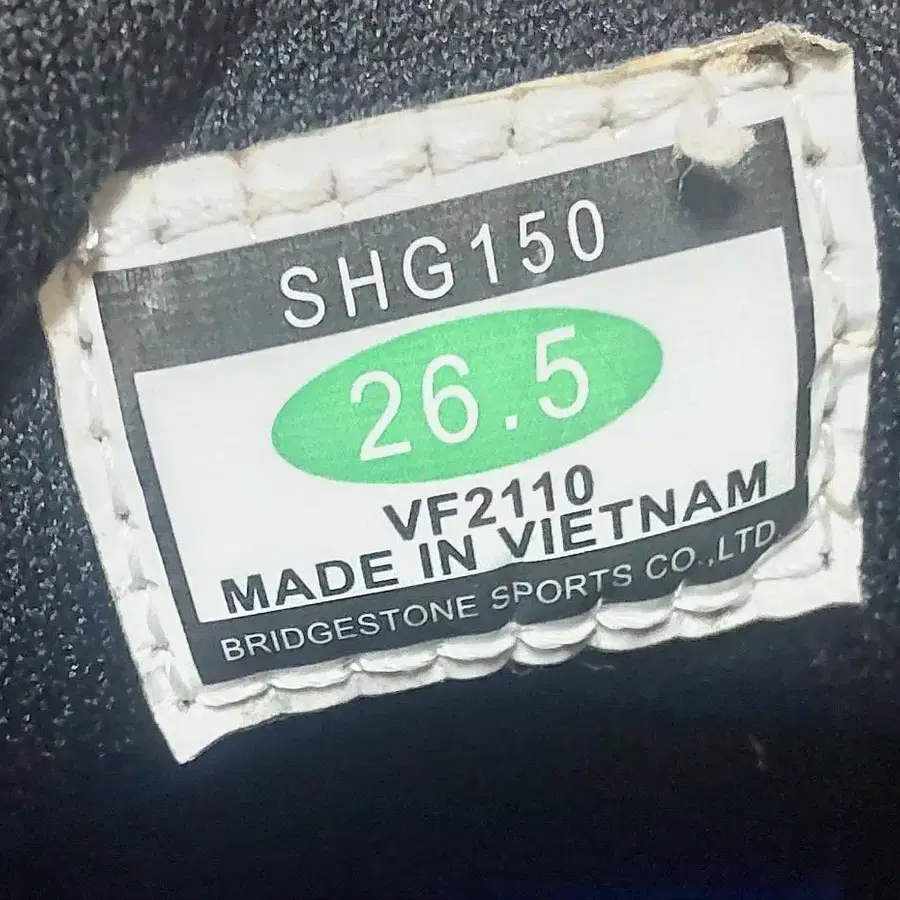 SHG150
26.5
VF2110
MADE IN VIETNAM
BRIDGESTONE SPORTS CO.,LTD.